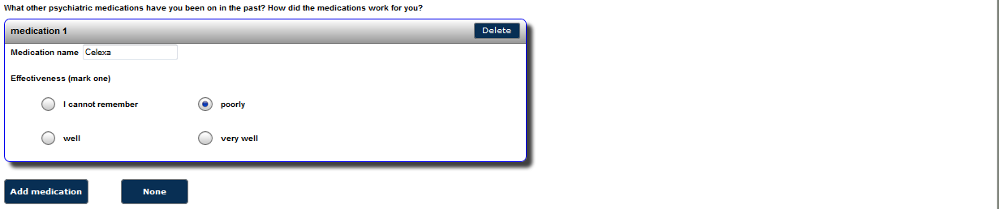 What other psychiatric medications have you been on in the past? How did the medications work for you?
medication 1 Delete
Medication name Celexa
Effectiveness (mark one)
I cannot remember poorly
well very well
Add medication None